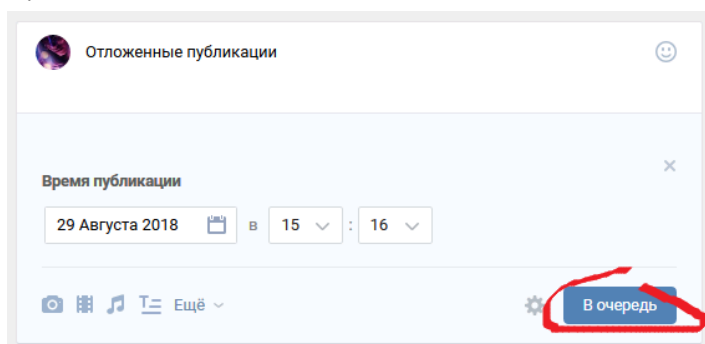 Отложенные публикации
Время публикации
29 Августа 2018 в 15 : 16
Ещё
В очередь